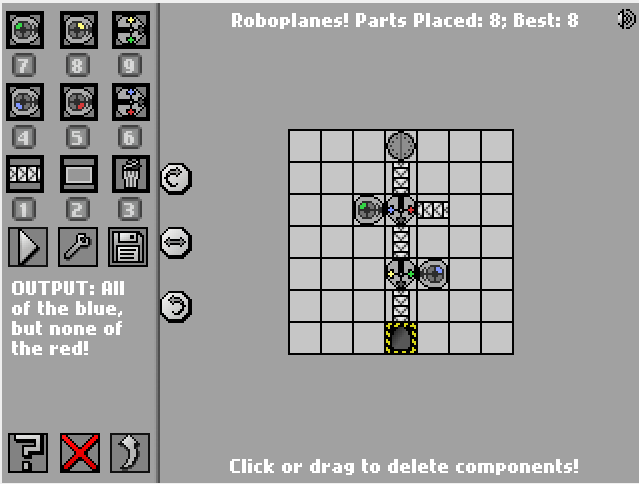 Roboplanes! Parts Placed: 8; Best: 8
7 8 9
4 5 6
1 2 3
OUTPUT: All
of the blue,
but none of
the red!
?
Click or drag to delete components!